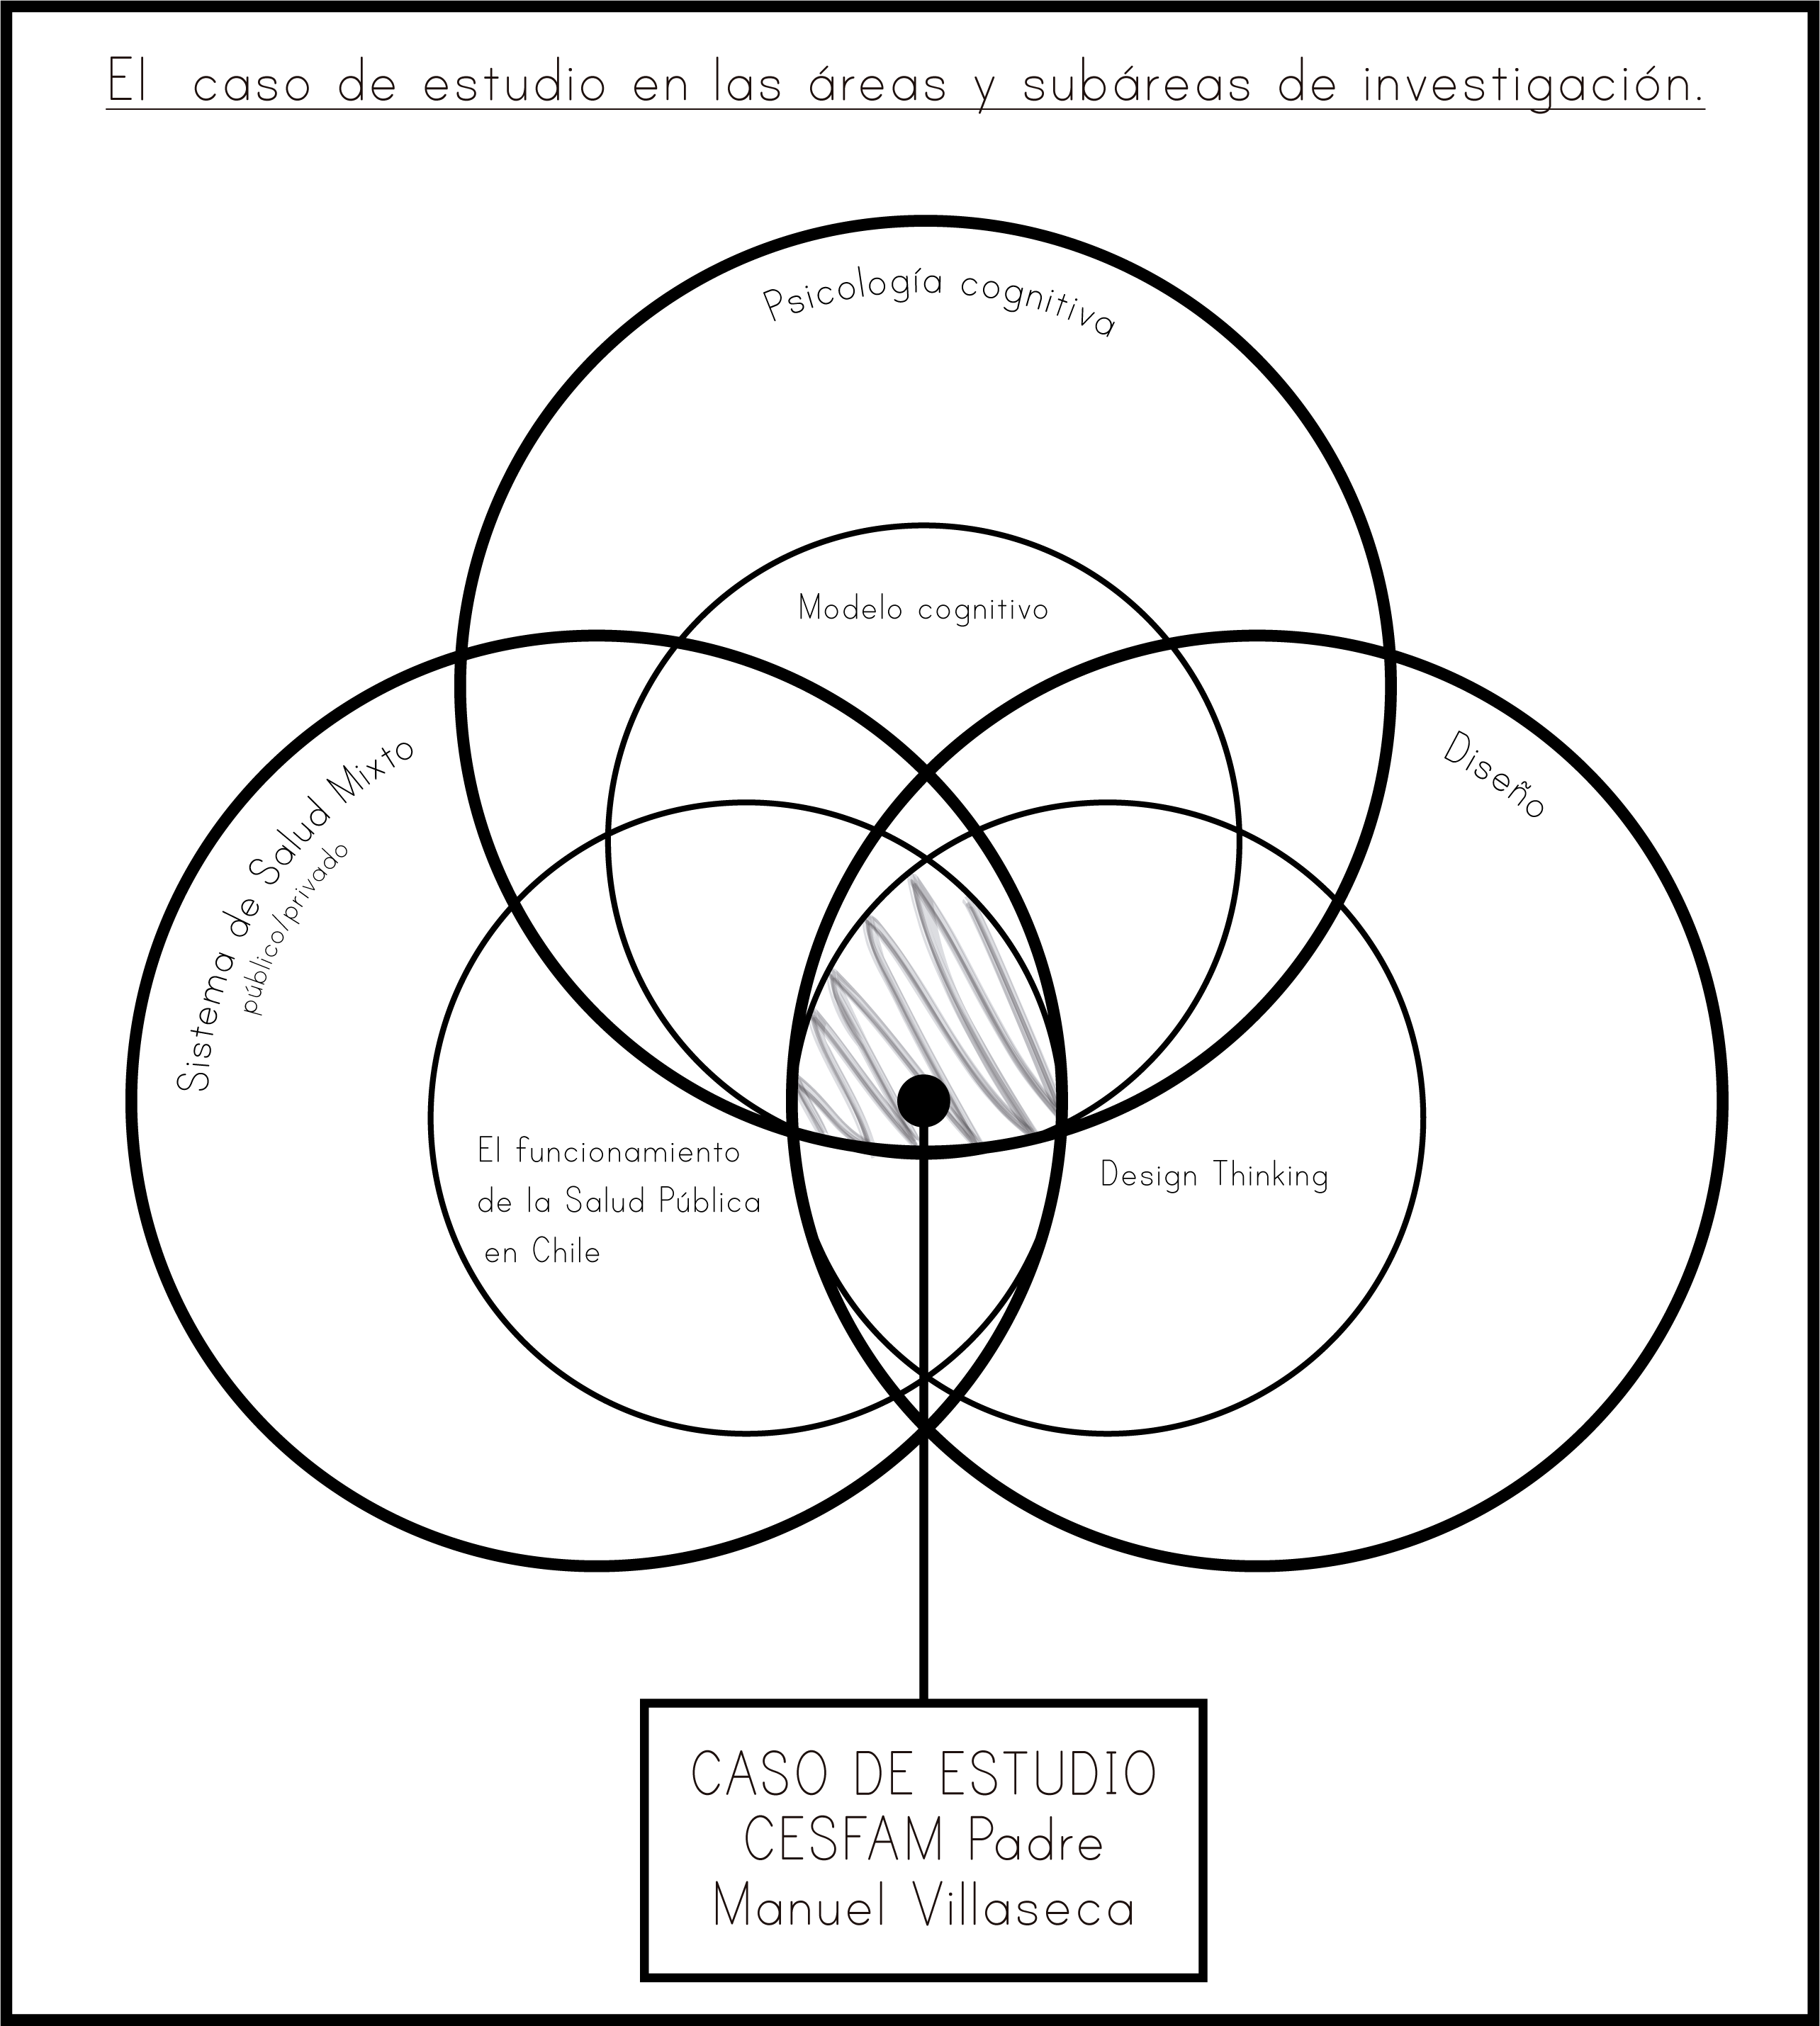 El caso de estudio en las áreas y subáreas de investigación.
Psicología cognitiva
Modelo cognitivo
Sistema de Salud Mixto
público/privado
Diseño
El funcionamiento
de la Salud Pública
en Chile
Design Thinking
CASO DE ESTUDIO
CESFAM Padre
Manuel Villaseca